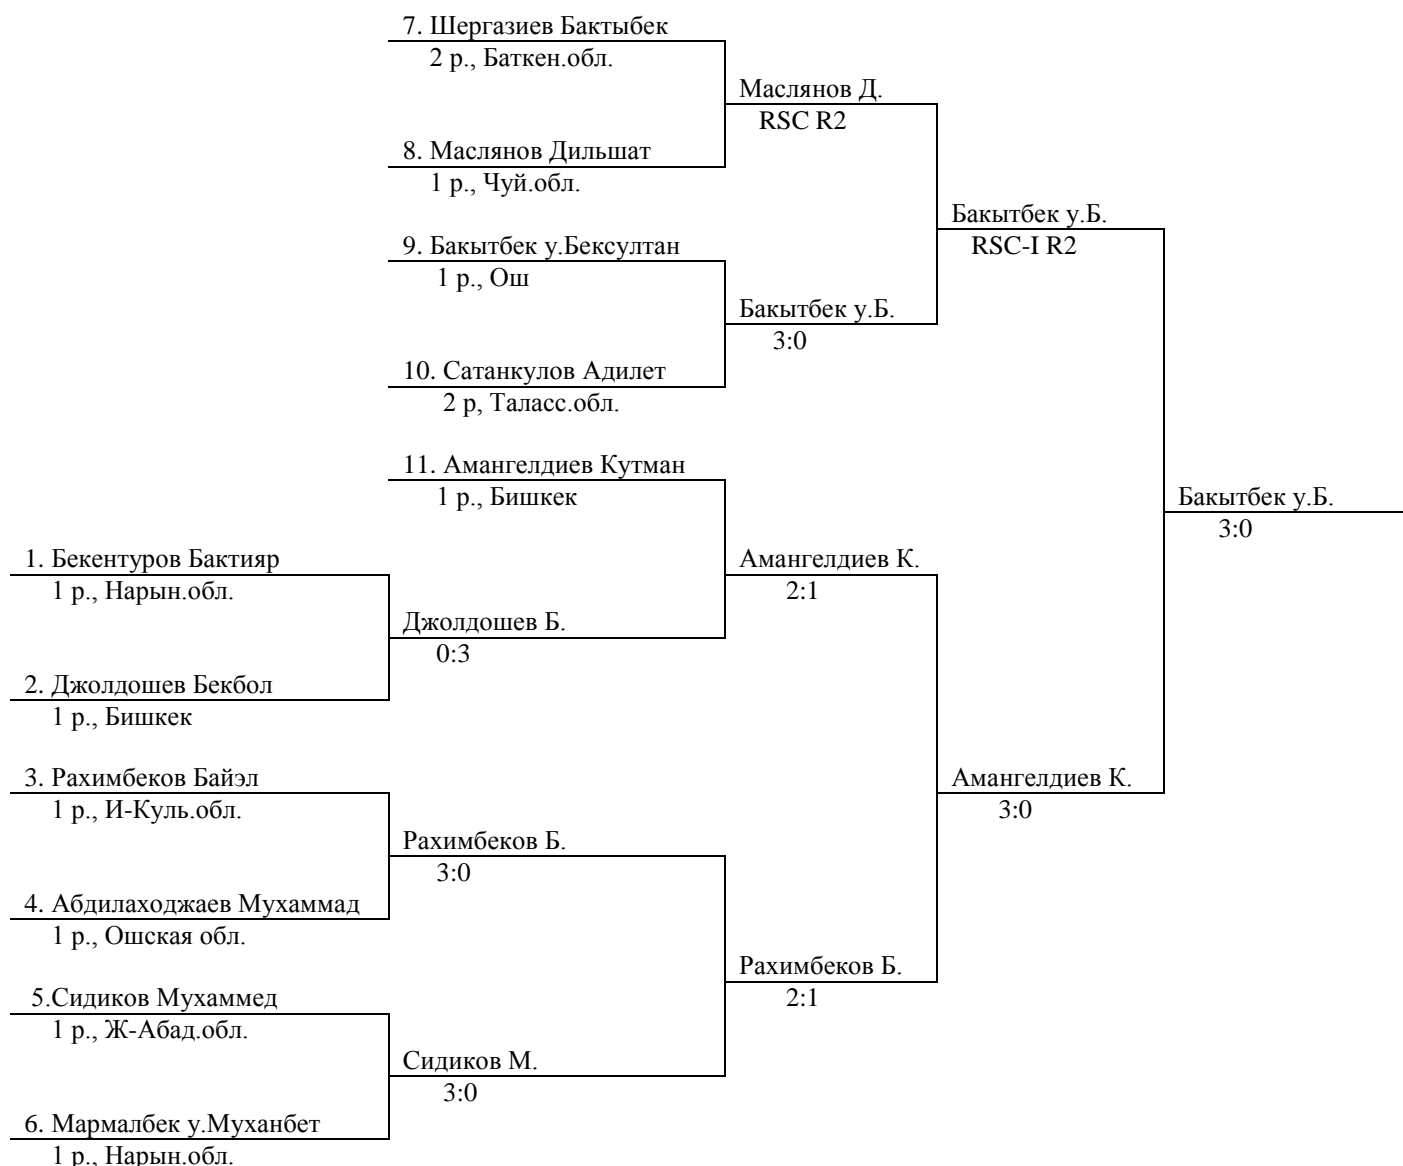 7. Шергазиев Бактыбек
2 р., Баткен.обл.
Маслянов Д.
RSC R2
8. Маслянов Дильшат
1 р., Чуй.обл.
Бакытбек у.Б.
RSC-I R2
9. Бакытбек у.Бексултан
1 р., Ош
Бакытбек у.Б.
3:0
10. Сатанкулов Адилет
2 р, Таласс.обл.
11. Амангелдиев Кутман
1 р., Бишкек
Бакытбек у.Б.
3:0
1. Бекентуров Бактияр
1 р., Нарын.обл.
Амангелдиев К.
2:1
Джолдошев Б.
0:3
2. Джолдошев Бекбол
1 р., Бишкек
3. Рахимбеков Байэл
1 р., И-Куль.обл.
Амангелдиев К.
3:0
Рахимбеков Б.
3:0
4. Абдилаходжаев Мухаммад
1 р., Ошская обл.
Рахимбеков Б.
2:1
5.Сидиков Мухаммед
1 р., Ж-Абад.обл.
Сидиков М.
3:0
6. Мармалбек у.Муханбет
1 р., Нарын.обл.